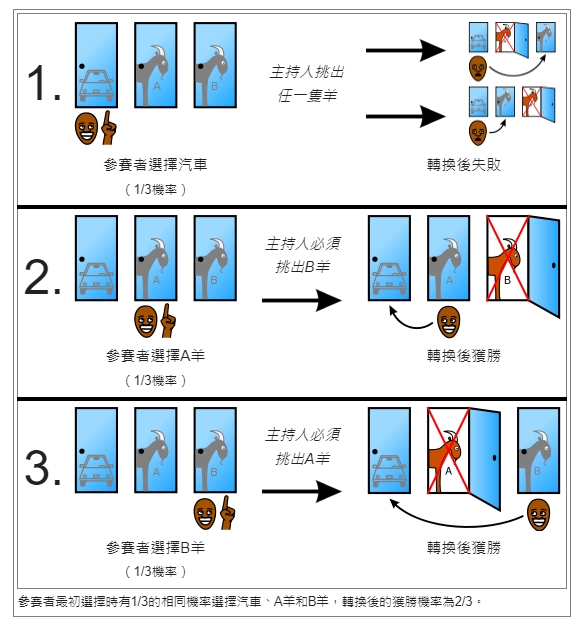 1.
A
B
主持人挑出
任一隻羊
參賽者選擇汽車
（1/3機率）
轉換後失敗
2.
A
B
主持人必須
挑出B羊
A
B
參賽者選擇A羊
（1/3機率）
轉換後獲勝
3.
A
B
主持人必須
挑出A羊
A
B
參賽者選擇B羊
（1/3機率）
轉換後獲勝
參賽者最初選擇時有1/3的相同機率選擇汽車、A羊和B羊，轉換後的獲勝機率為2/3。